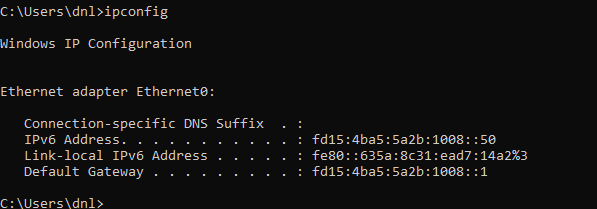 C:\Users\dnl>ipconfig
Windows IP Configuration
Ethernet adapter Ethernet0:
Connection-specific DNS Suffix  . :
IPv6 Address. . . . . . . . . . . : fd15:4ba5:5a2b:1008::50
Link-local IPv6 Address . . . . . : fe80::635a:8c31:ead7:14a2%3
Default Gateway . . . . . . . . . : fd15:4ba5:5a2b:1008::1
C:\Users\dnl>